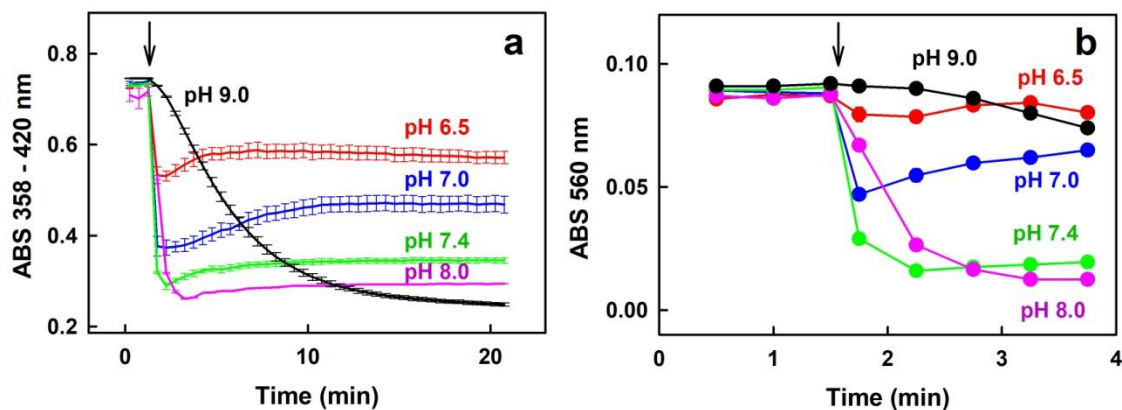 a
0.8
0.6
0.4
0.2
ABS 358 - 420 nm
pH 9.0
pH 6.5
pH 7.0
pH 7.4
pH 8.0
0
10
20
Time (min)
b
0.10
0.05
0.00
ABS 560 nm
pH 9.0
pH 6.5
pH 7.0
pH 7.4
pH 8.0
0
1
2
3
4
Time (min)